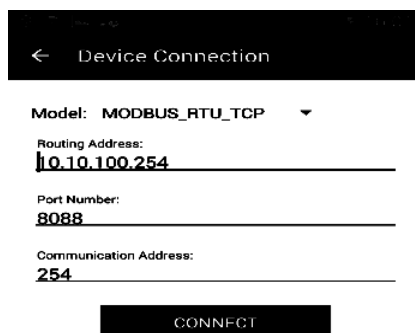 ← Device Connection
Model: MODBUS_RTU_TCP
Routing Address:
10.10.100.254
Port Number:
8088
Communication Address:
254
CONNECT